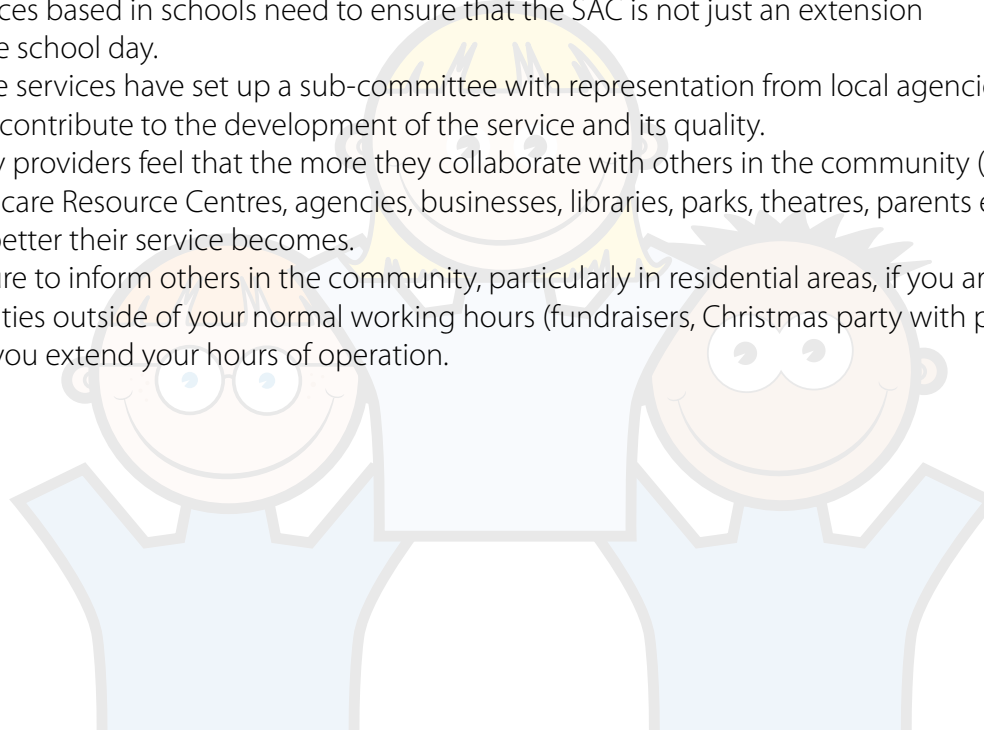 ces based in schools need to ensure that the SAC is not just an extension
e school day.
e services have set up a sub-committee with representation from local agenci
contribute to the development of the service and its quality.
y providers feel that the more they collaborate with others in the community (
care Resource Centres, agencies, businesses, libraries, parks, theatres, parents e
etter their service becomes.
ure to inform others in the community, particularly in residential areas, if you ar
ties outside of your normal working hours (fundraisers, Christmas party with p
you extend your hours of operation.